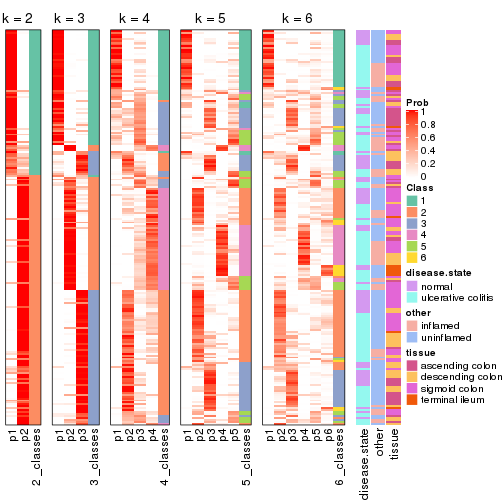 k = 2
k = 3
k = 4
k = 5
k = 6
Prob
1
0.8
0.6
0.4
0.2
0
Class
1
2
3
4
5
6
disease.state
normal
ulcerative colitis
other
inflamed
uninflamed
tissue
ascending colon
descending colon
sigmoid colon
terminal ileum
p1
p2
2_classes
p1
p2
p3
3_classes
p1
p2
p3
p4
4_classes
p1
p2
p3
p4
p5
5_classes
p1
p2
p3
p4
p5
p6
6_classes
disease.state
other
tissue